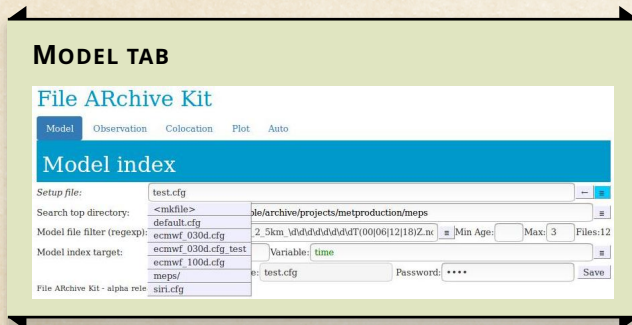 MODEL TAB
File ARchive Kit
Model Observation Colocation Plot Auto
Model index
Setup file: test.cfg ←
Search top directory: ble/archive/projects/metproduction/meps
<mkfile>
default.cfg
Model file filter (regexp): _2_5km_\d\d\d\d\d\d\d\dT(00|06|12|18)Z.nc Min Age: Max: 3 Files:12
ecmwf_030d.cfg
ecmwf_030d.cfg_test
Model index target: Variable: time
ecmwf_100d.cfg
meps/
e: test.cfg Password: •••• Save
siri.cfg
File ARchive Kit - alpha rele